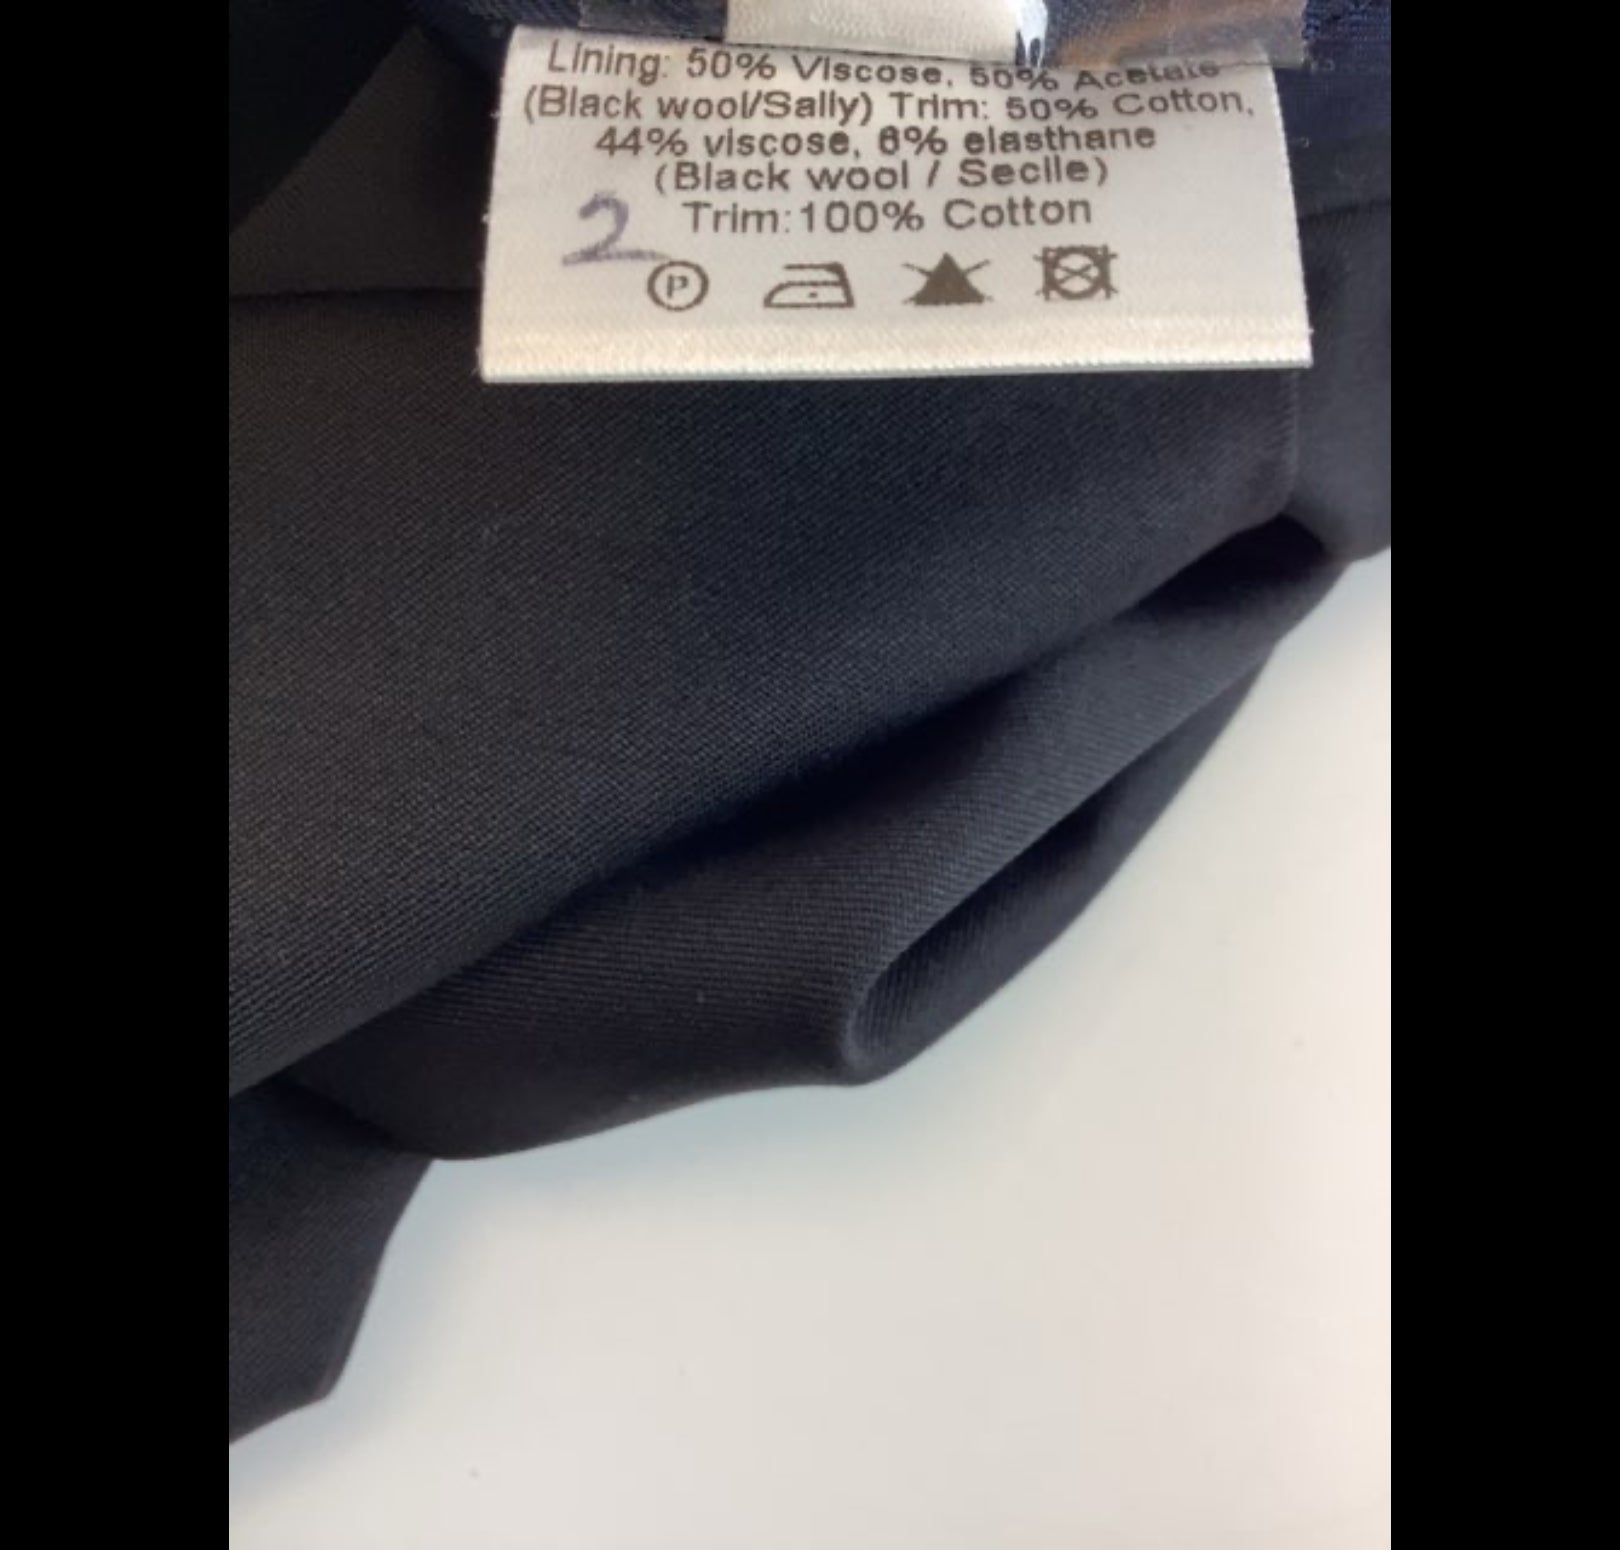 Lining: 50% Viscose, 50% Acetate
(Black wool/Sally) Trim: 50% Cotton,
44% viscose, 6% elasthane
(Black wool / Secile)
2 Trim:100% Cotton
P